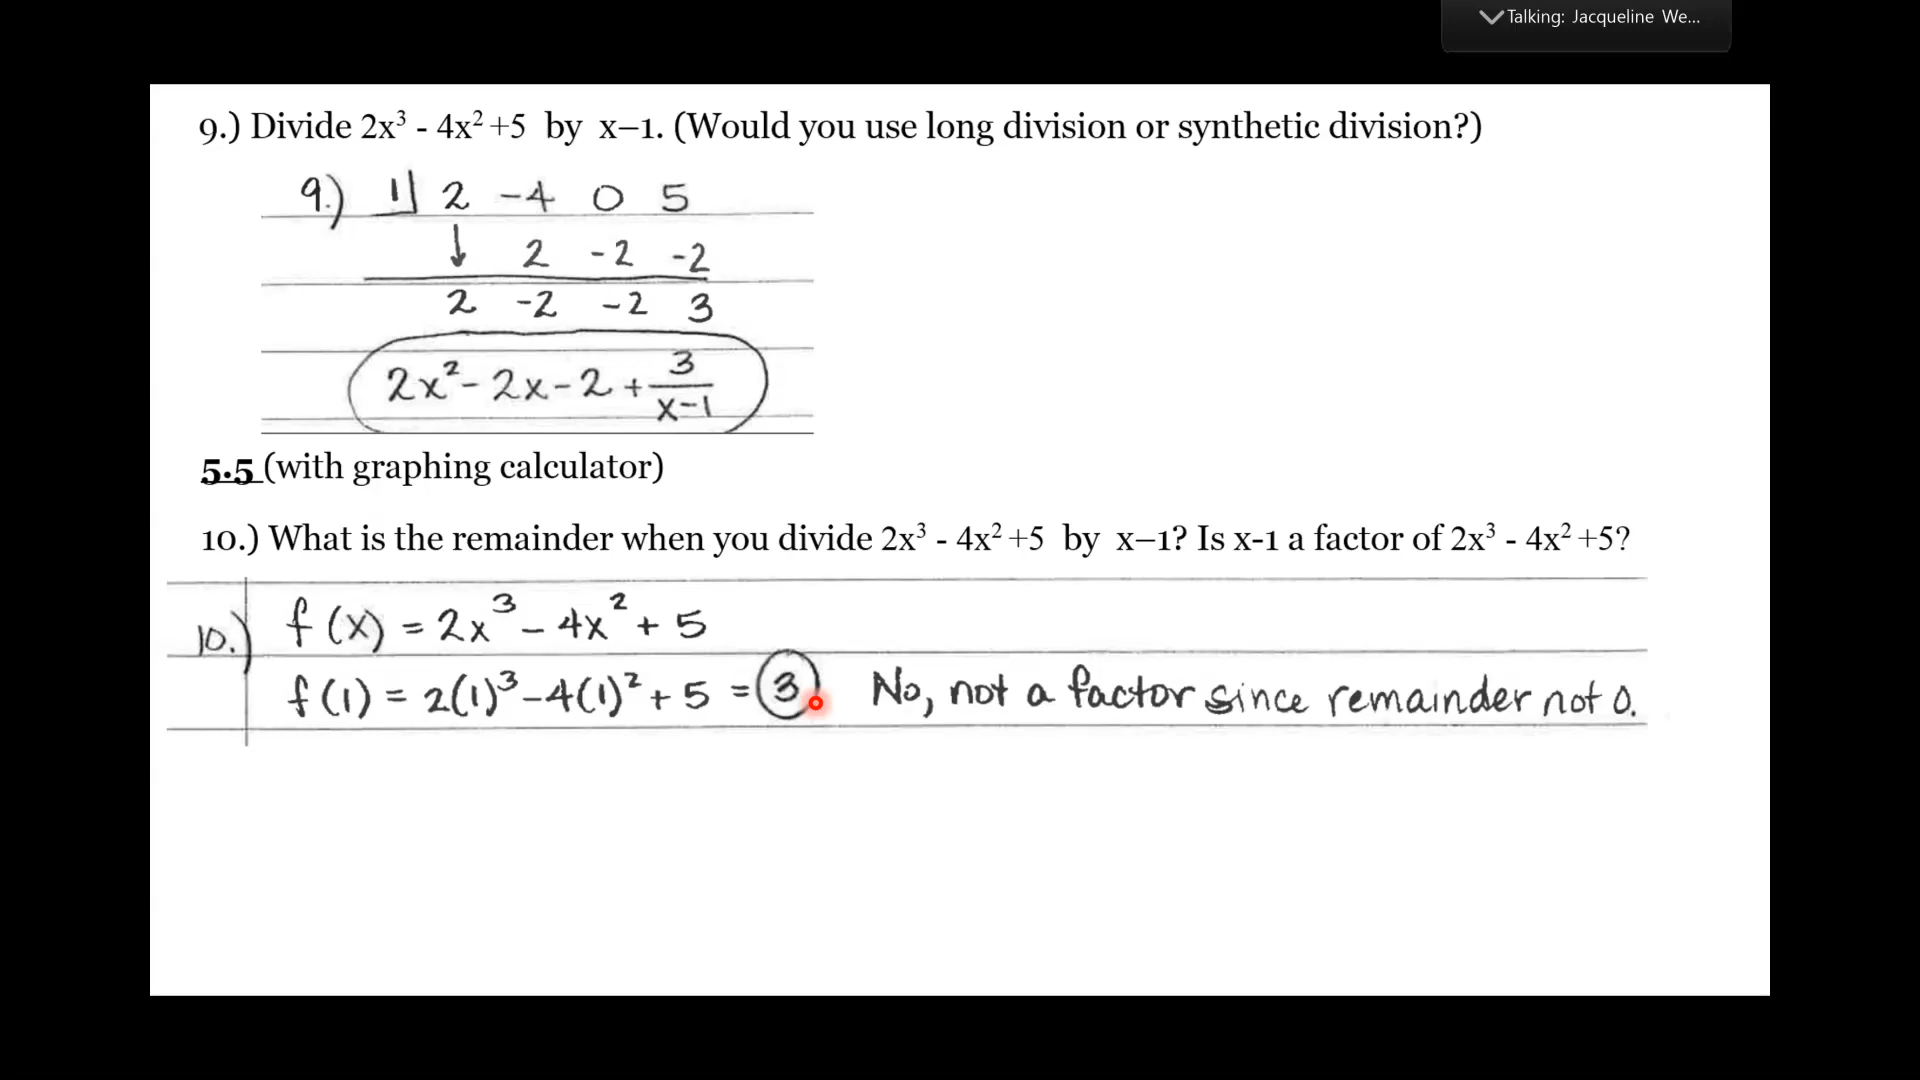 Talking: Jacqueline We...
9.) Divide 2x³ - 4x² +5 by x–1. (Would you use long division or synthetic division?)
9.) 1| 2 -4 0 5
↓ 2 -2 -2
2 -2 -2 3
2x² - 2x - 2 + 3/(x-1)
5.5 (with graphing calculator)
10.) What is the remainder when you divide 2x³ - 4x² +5 by x–1? Is x-1 a factor of 2x³ - 4x² +5?
10.) f(x) = 2x³ - 4x² + 5
f(1) = 2(1)³ - 4(1)² + 5 = 3 No, not a factor since remainder not 0.